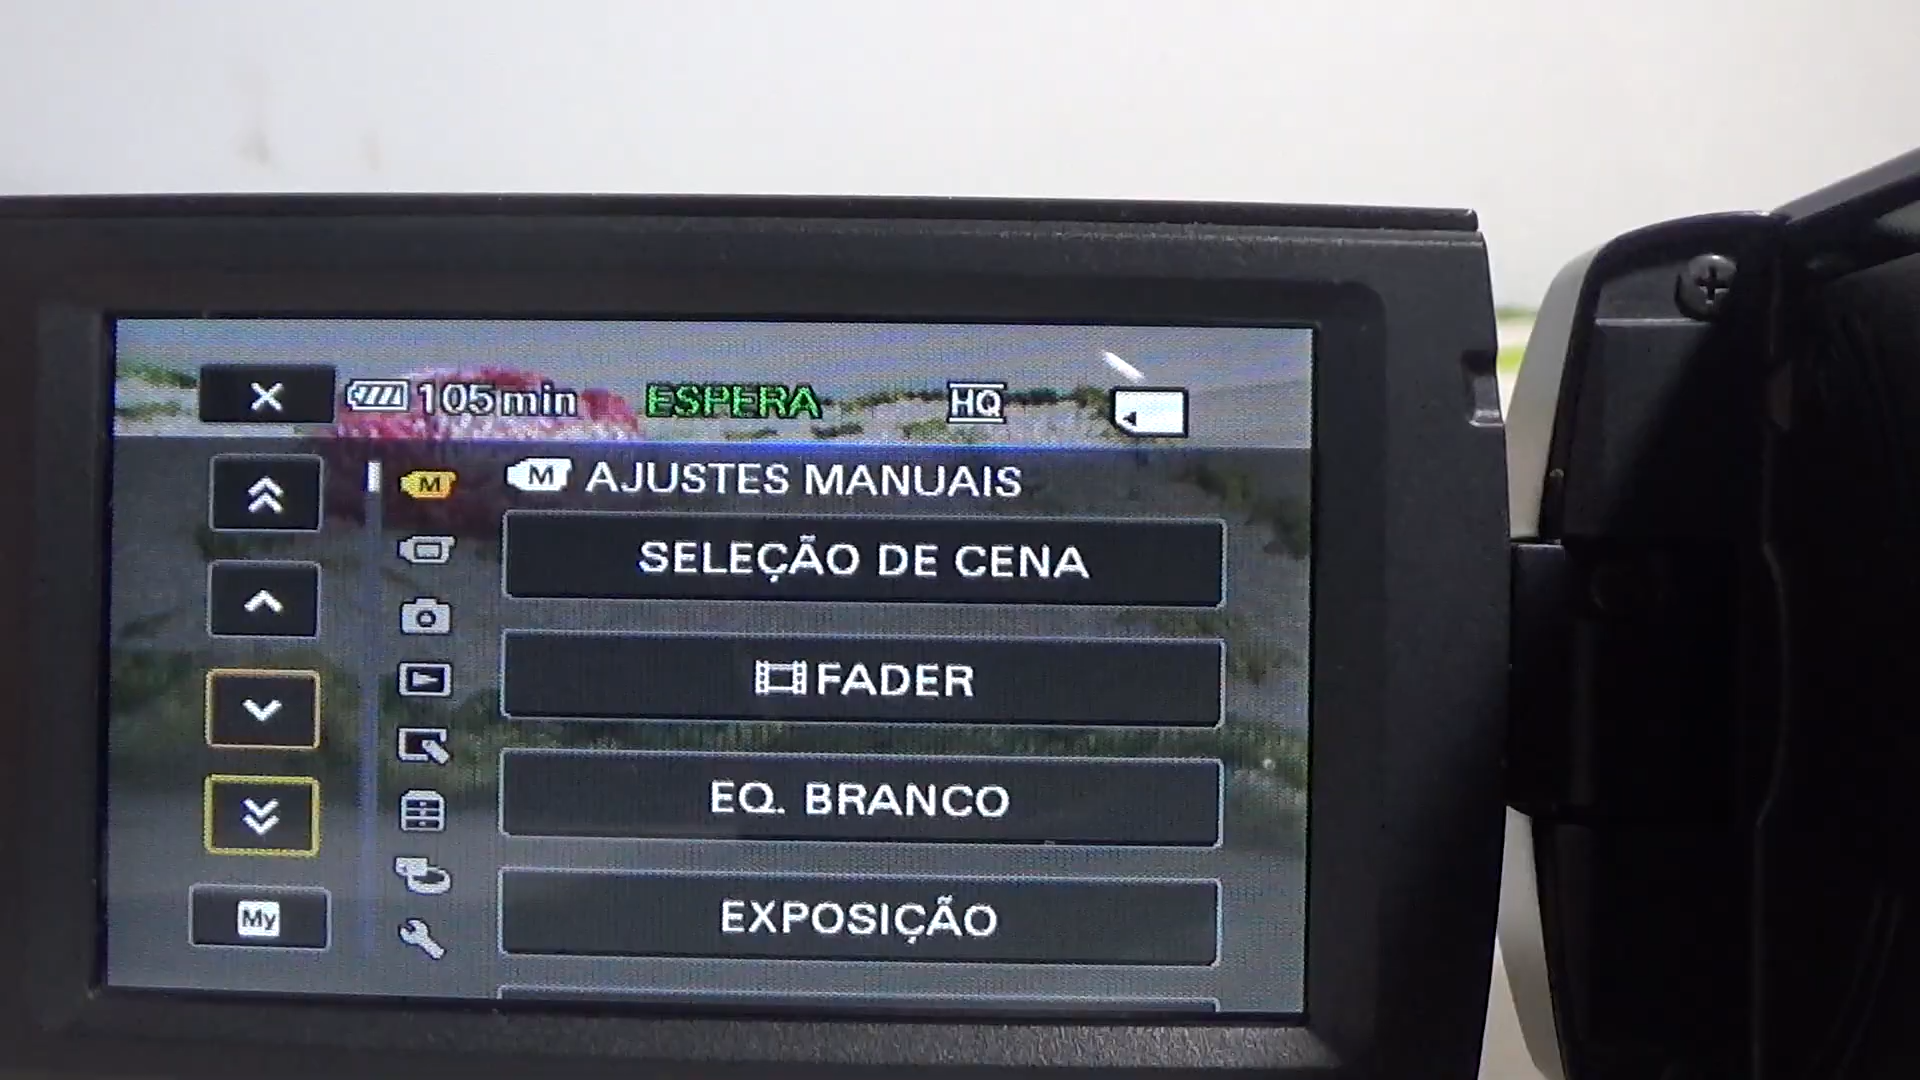 105min ESPERA HQ
M M AJUSTES MANUAIS
SELEÇÃO DE CENA
FADER
EQ. BRANCO
EXPOSIÇÃO
My